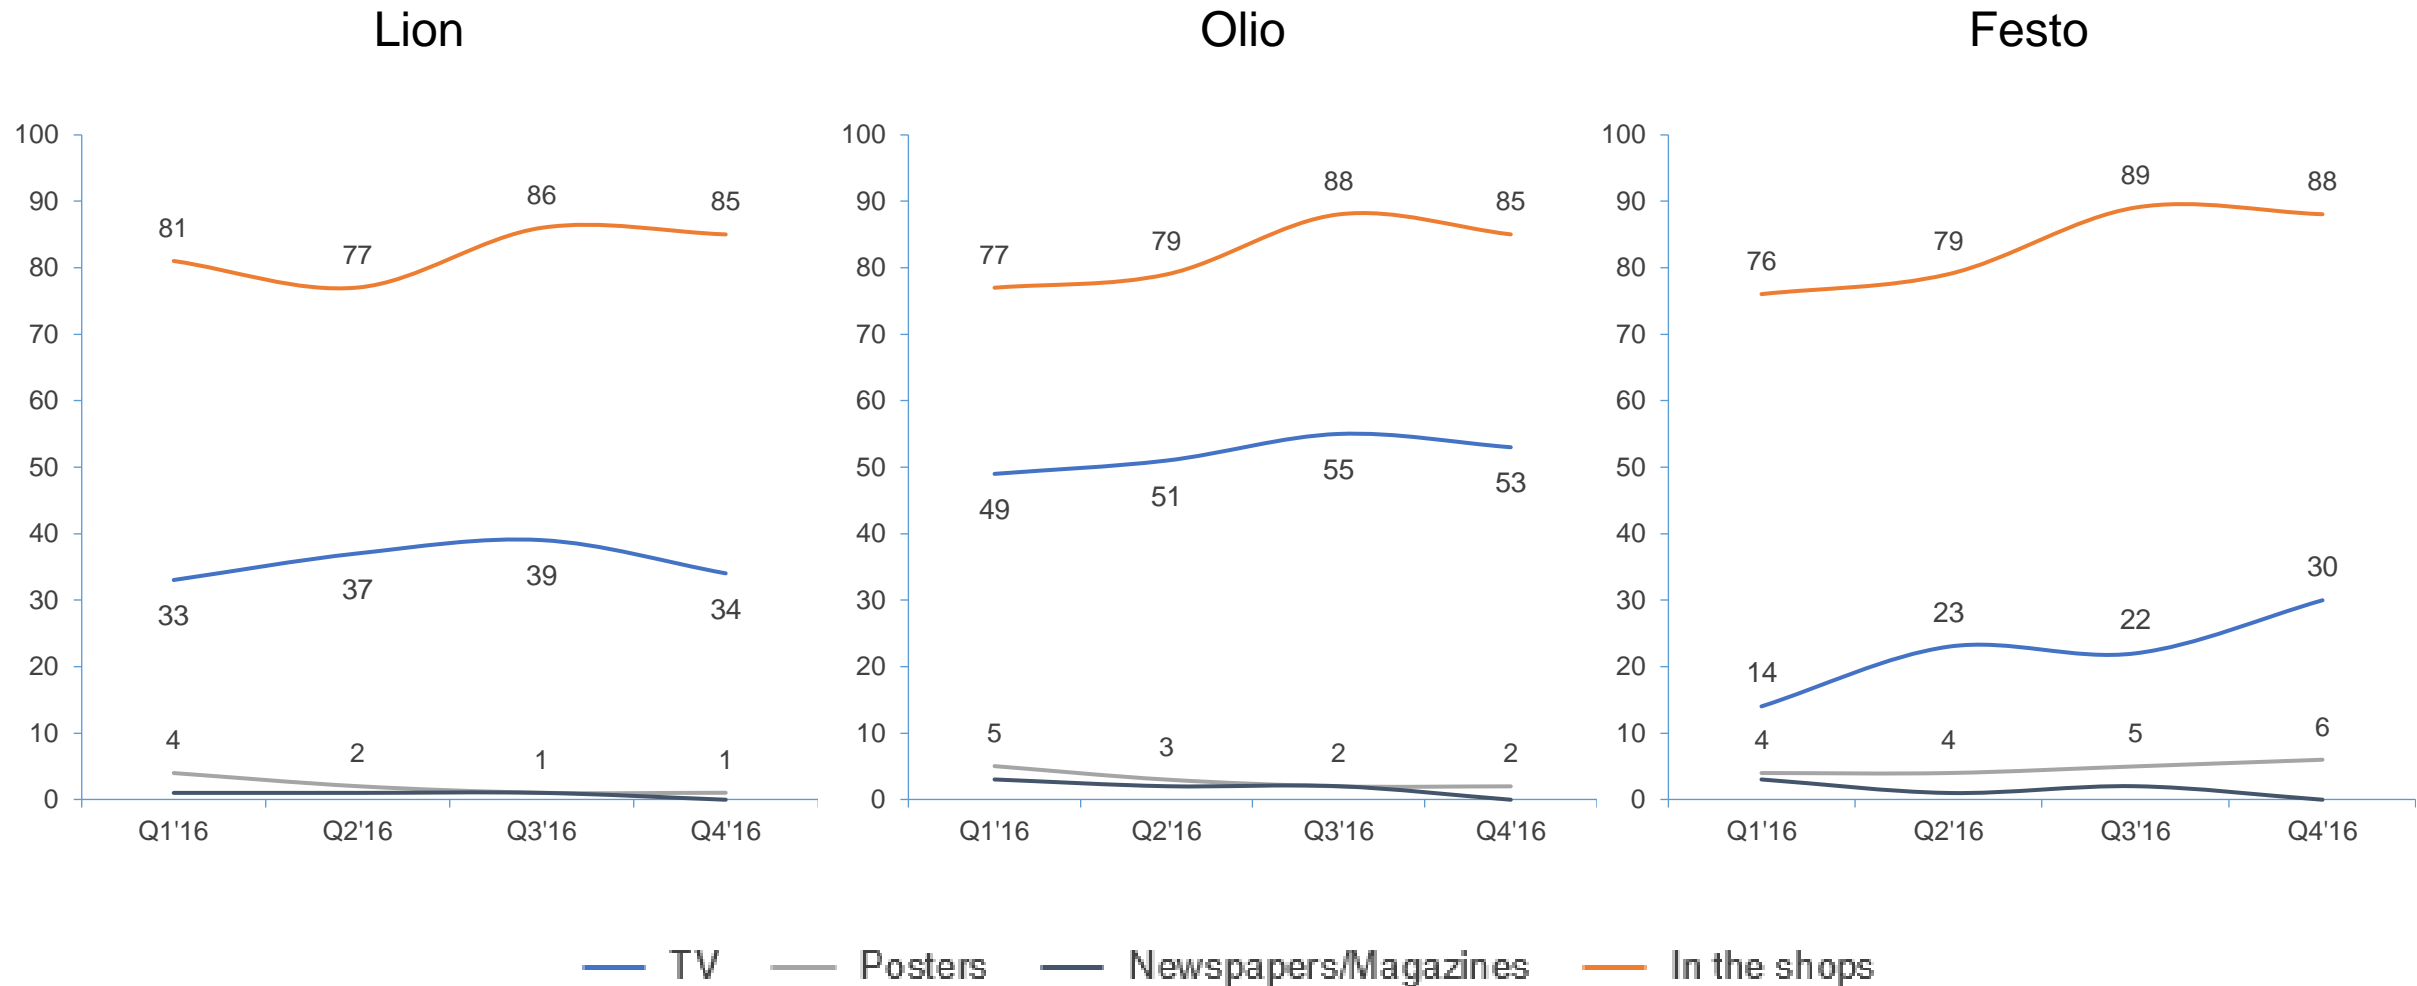 Lion Olio Festo
100 100 100
90 90 90
80 80 80
70 70 70
60 60 60
50 50 50
40 40 40
30 30 30
20 20 20
10 10 10
0 0 0
81 77 86 85
33 37 39 34
4 2 1 1
Q1'16 Q2'16 Q3'16 Q4'16
77 79 88 85
49 51 55 53
5 3 2 2
Q1'16 Q2'16 Q3'16 Q4'16
76 79 89 88
14 23 22 30
4 4 5 6
Q1'16 Q2'16 Q3'16 Q4'16
TV Posters Newspapers/Magazines In the shops